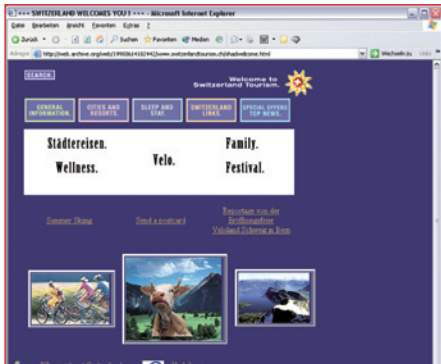 +++ SWITZERLAND WELCOMES YOU ! +++ - Microsoft Internet Explorer
Datei Bearbeiten Ansicht Favoriten Extras ?
Zurück Suchen Favoriten Medien
Adresse Wechseln zu Links
SEARCH.
Welcome to
Switzerland Tourism.
GENERAL INFORMATION.
CITIES AND RESORTS.
SLEEP AND STAY.
SWITZERLAND LINKS.
SPECIAL OFFERS TOP NEWS.
Städtereisen.
Velo.
Family.
Wellness.
Festival.
Summer Skiing
Send a postcard
Reportage von der
Eröffnungsfeier
Veloland Schweiz in Bern